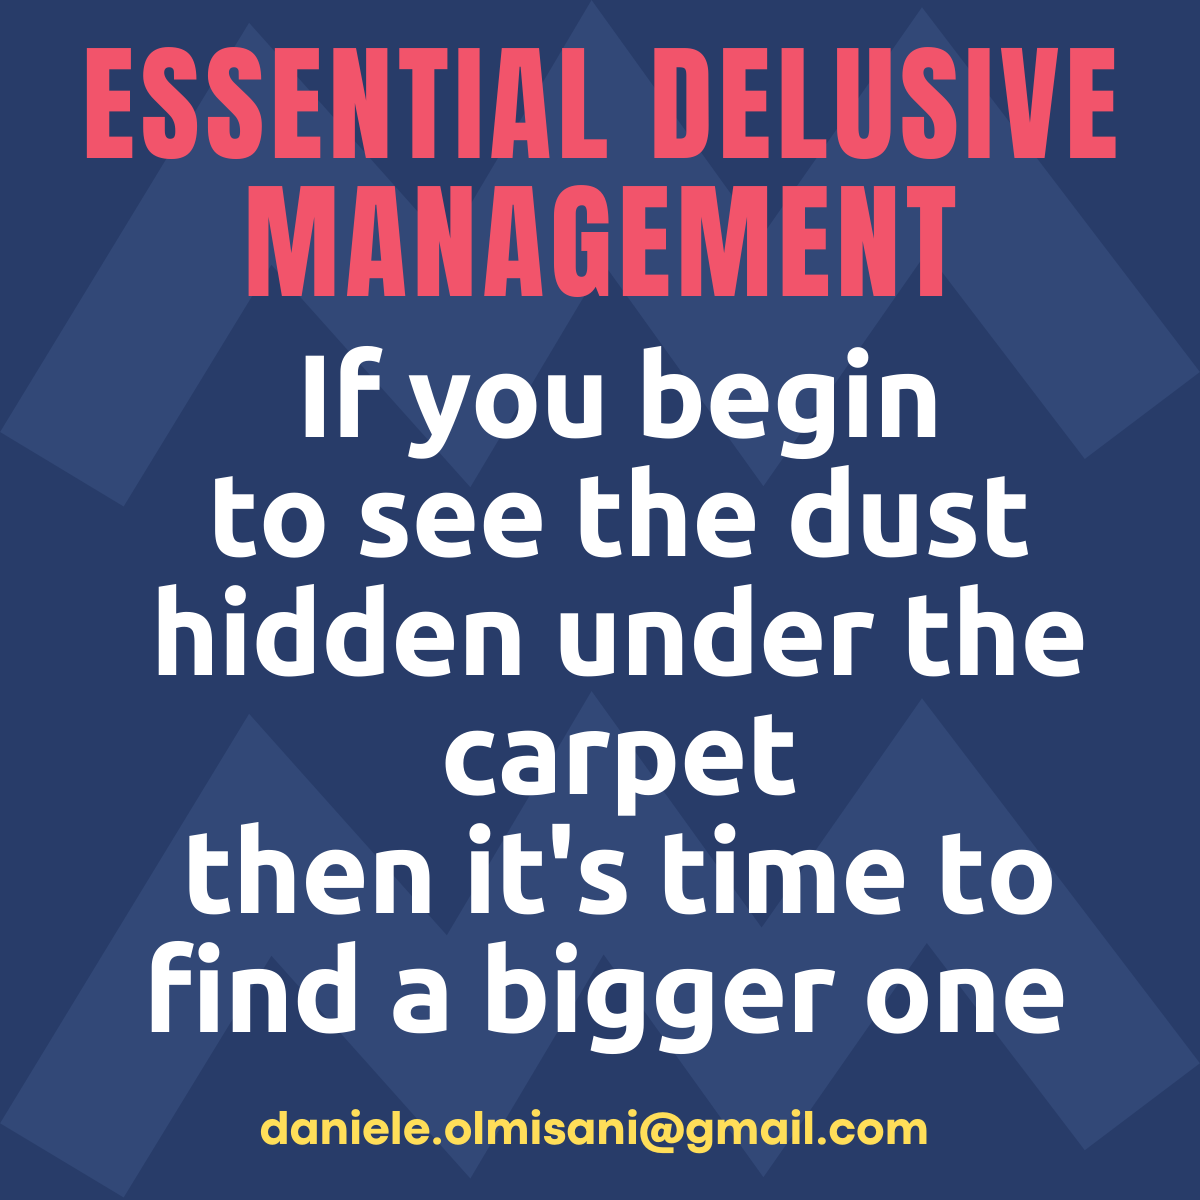 ESSENTIAL DELUSIVE
MANAGEMENT
If you begin
to see the dust
hidden under the
carpet
then it's time to
find a bigger one
daniele.olmisani@gmail.com